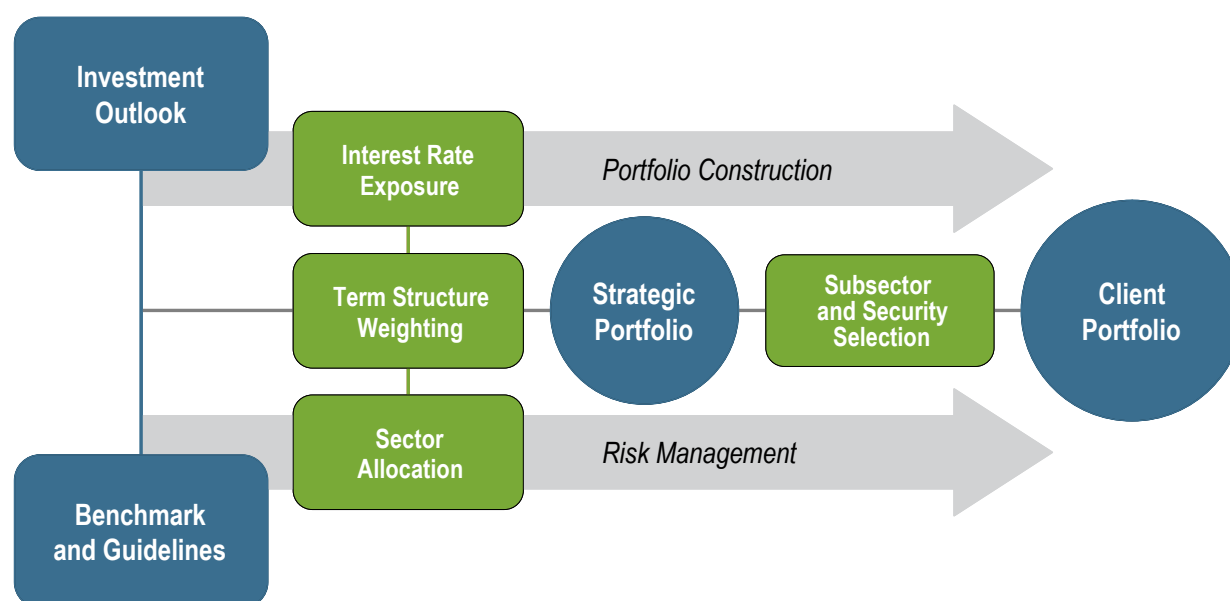 Investment
Outlook
Interest Rate
Exposure
Portfolio Construction
Term Structure
Weighting
Strategic
Portfolio
Subsector
and Security
Selection
Client
Portfolio
Sector
Allocation
Risk Management
Benchmark
and Guidelines